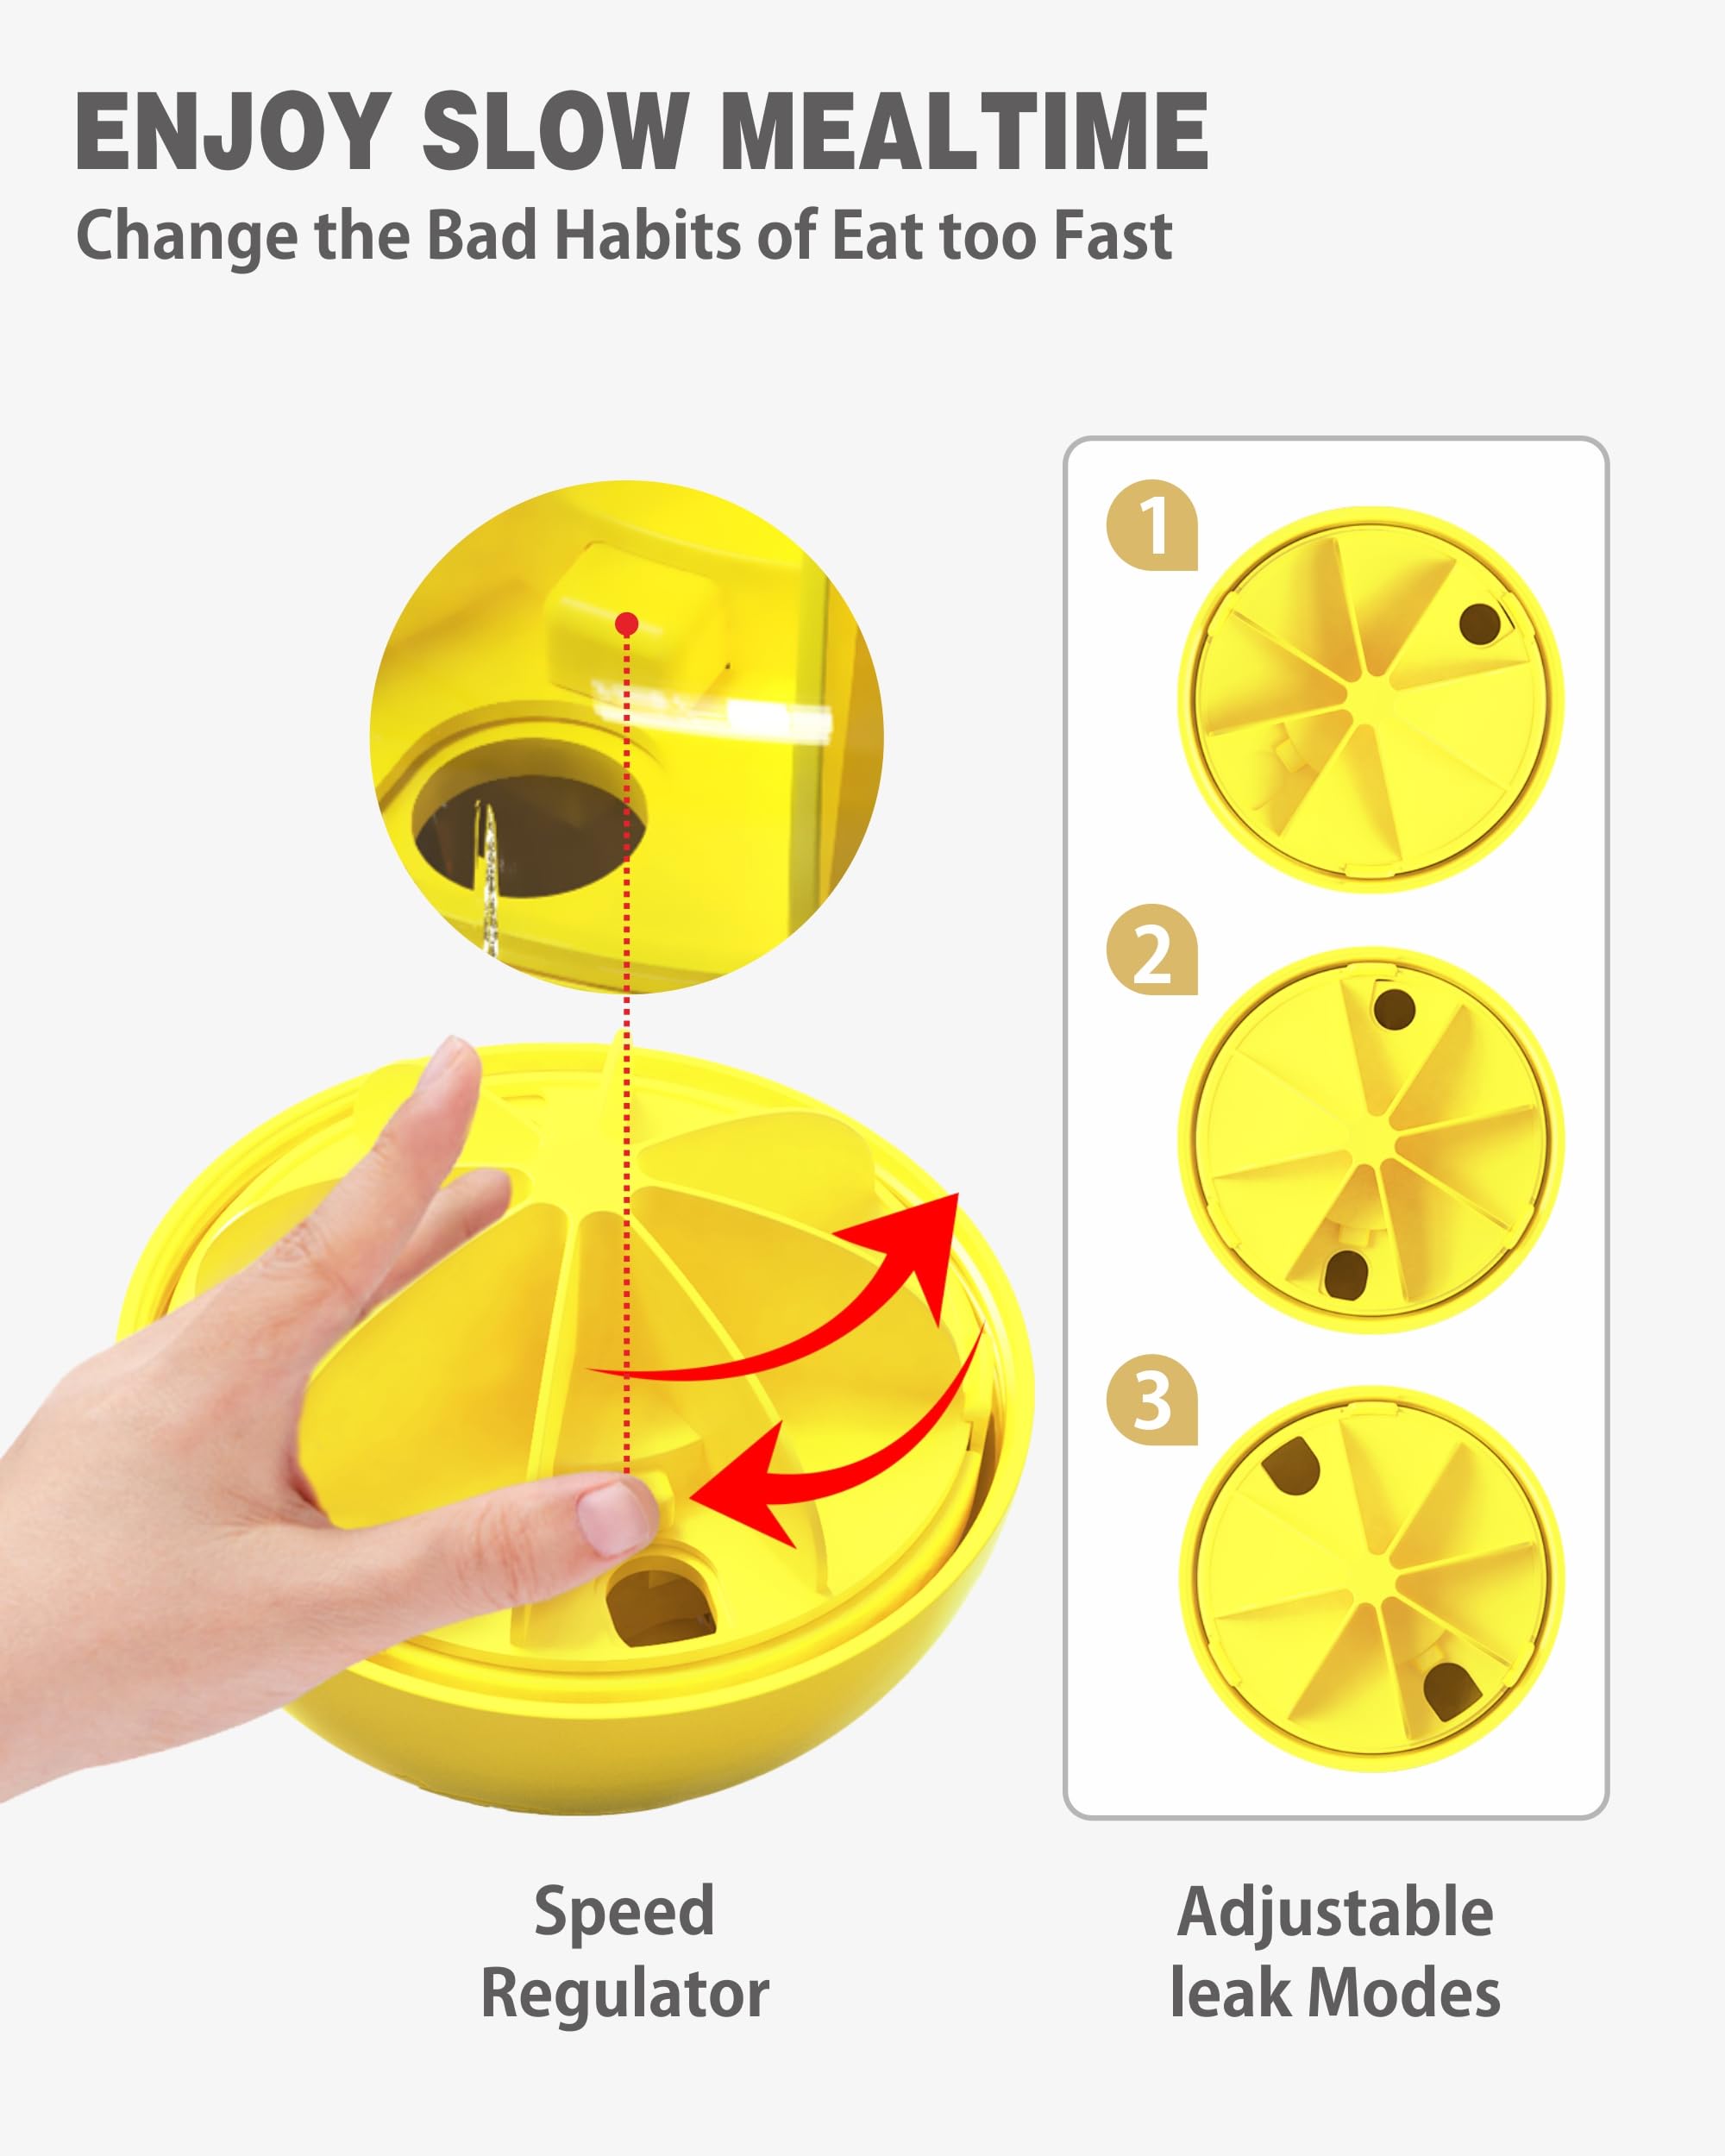 ENJOY SLOW MEALTIME
Change the Bad Habits of Eat too Fast
1
2
3
Speed
Regulator
Adjustable
leak Modes